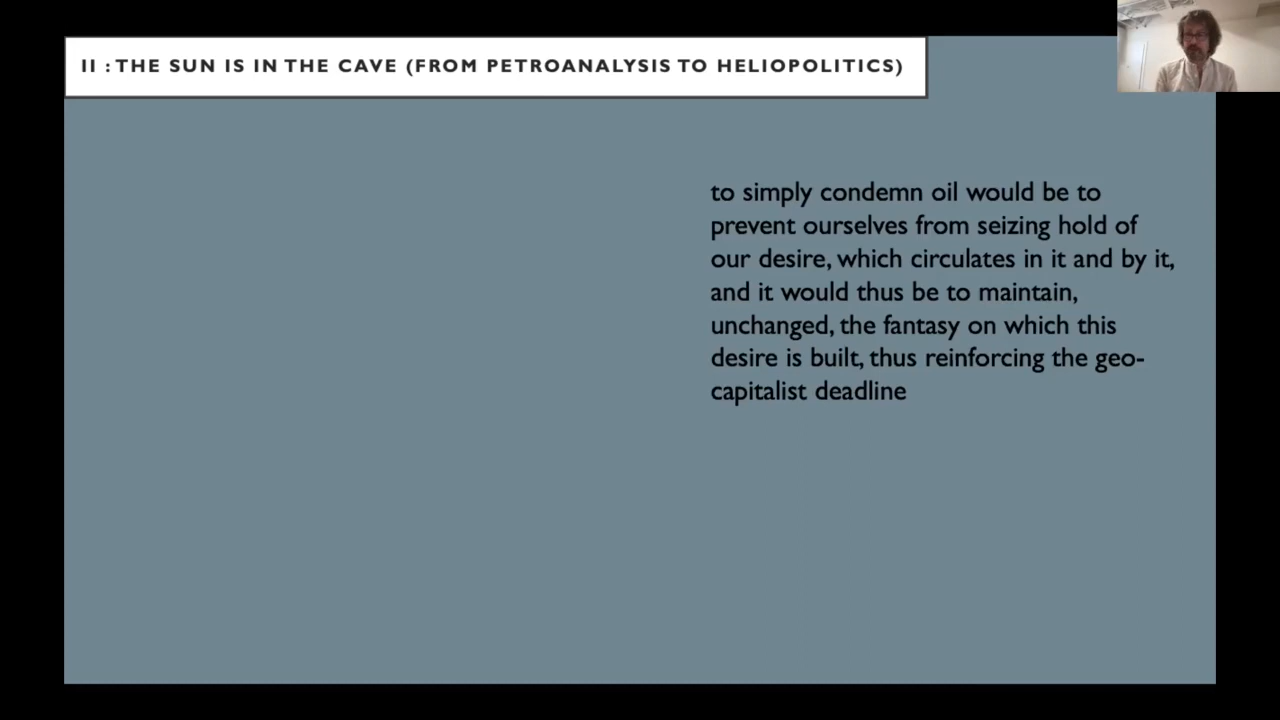 II : THE SUN IS IN THE CAVE (FROM PETROANALYSIS TO HELIOPOLITICS)
to simply condemn oil would be to
prevent ourselves from seizing hold of
our desire, which circulates in it and by it,
and it would thus be to maintain,
unchanged, the fantasy on which this
desire is built, thus reinforcing the geo-
capitalist deadline